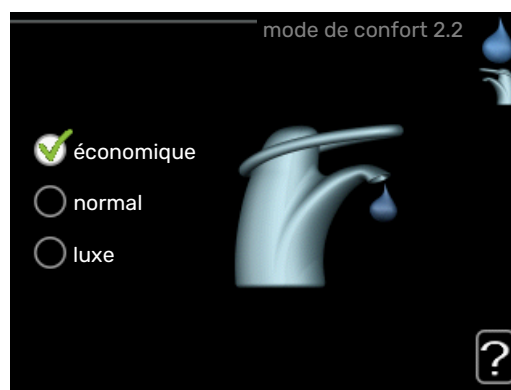 mode de confort 2.2
économique
normal
luxe
?